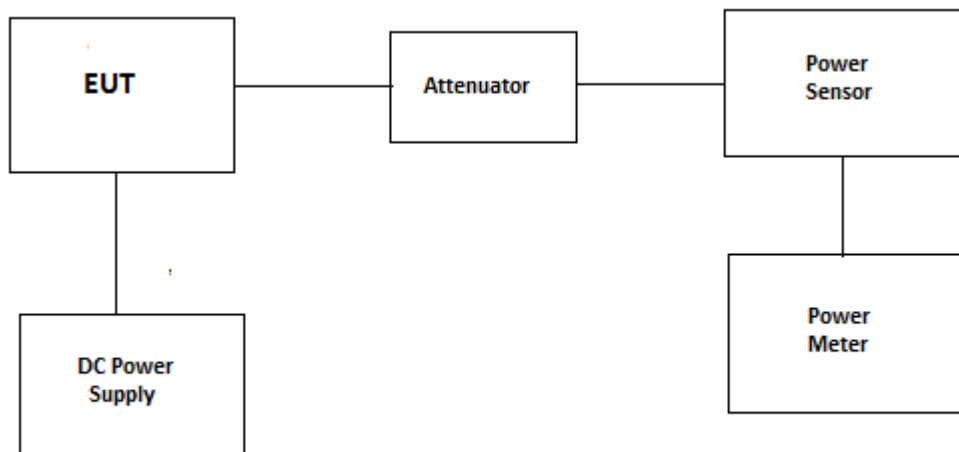 EUT
Attenuator
Power
Sensor
DC Power
Supply
Power
Meter